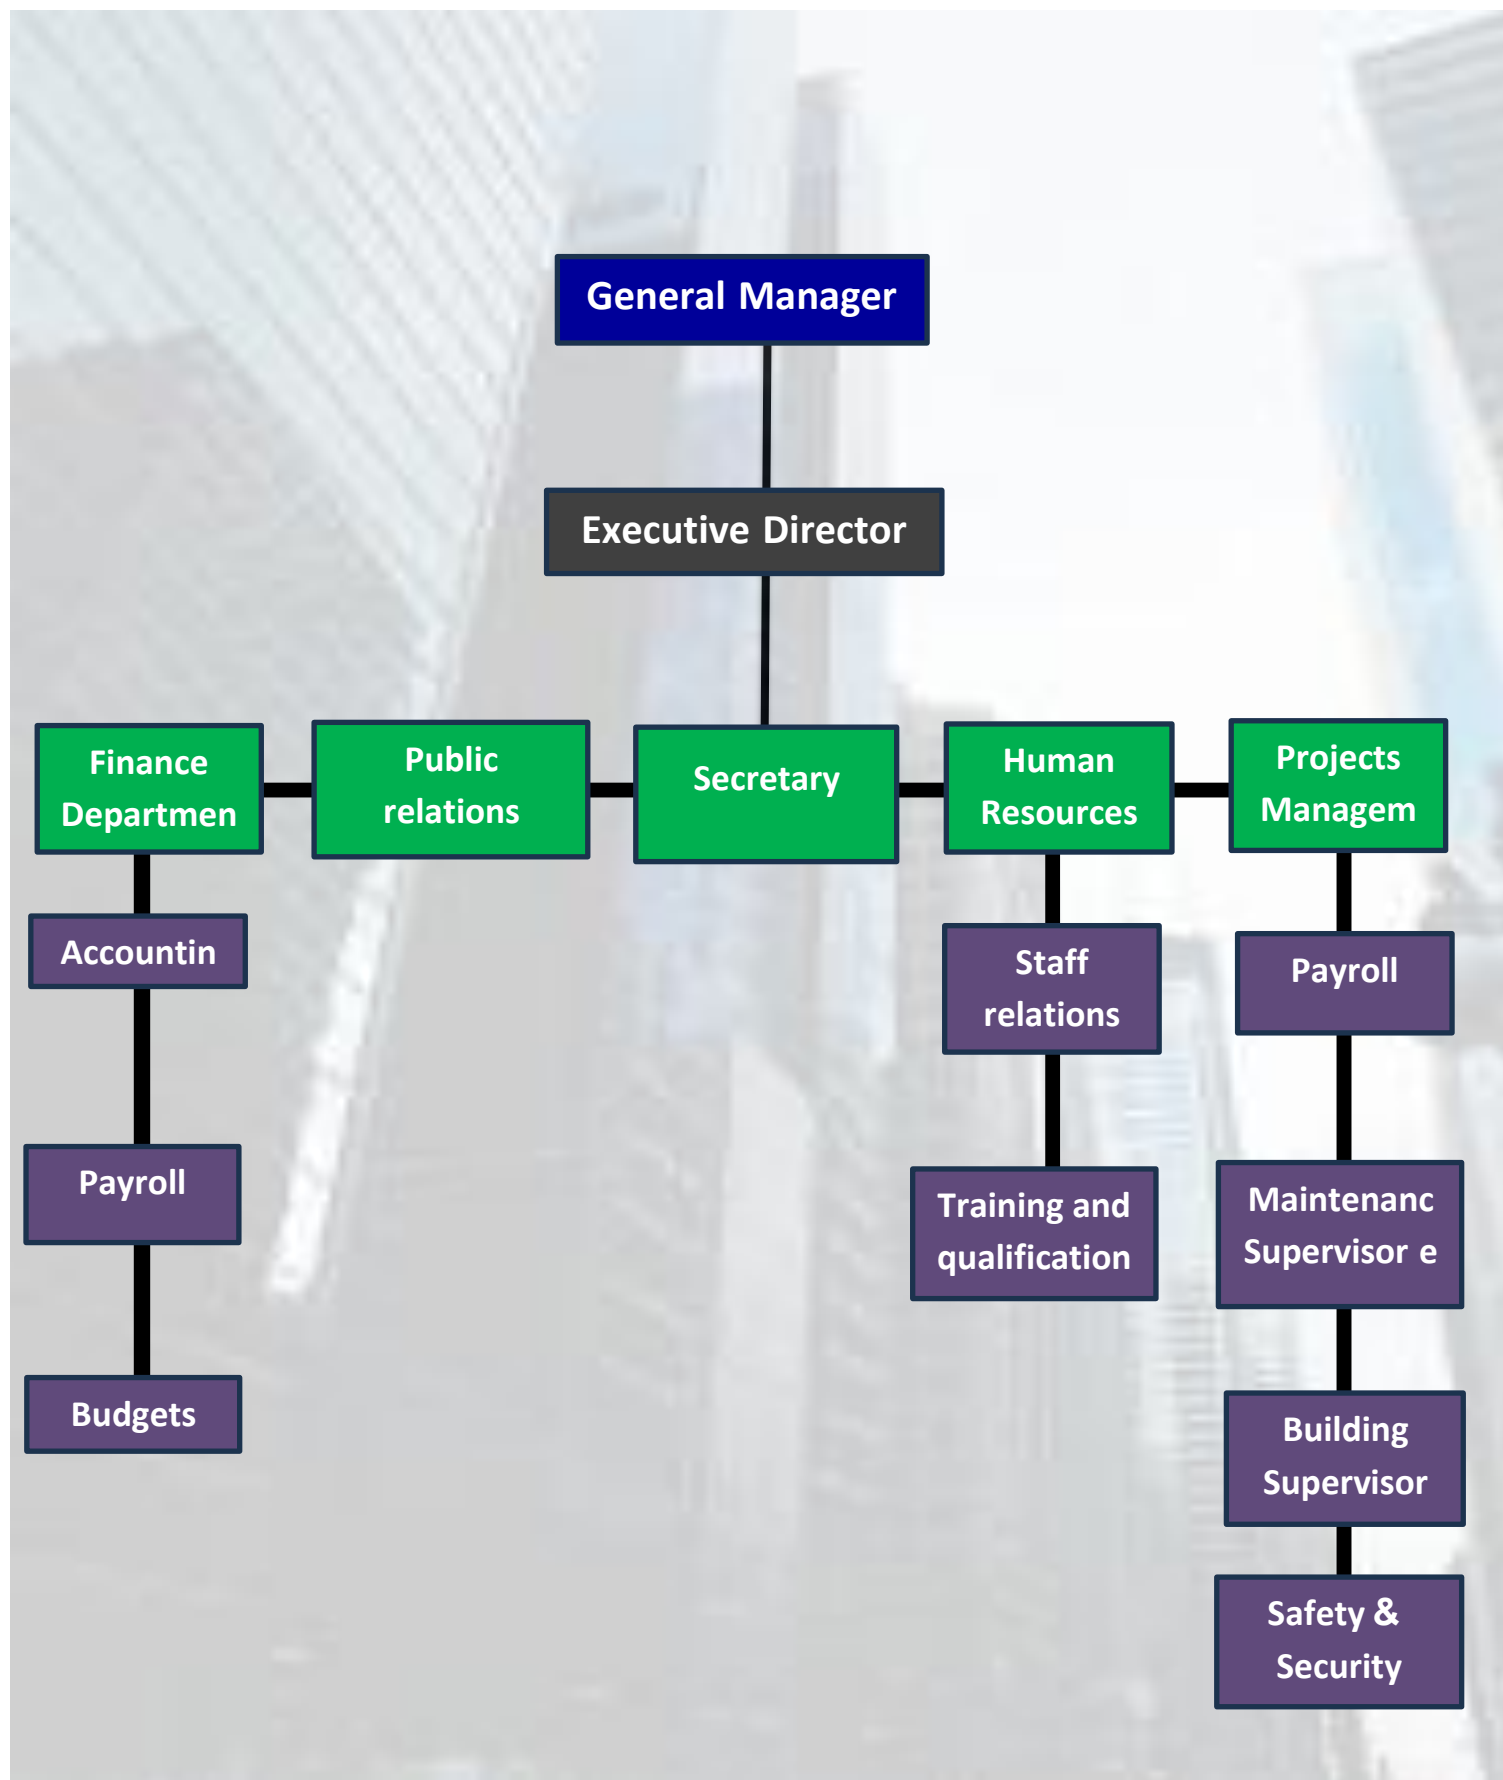 General Manager
Executive Director
Finance
Departmen
Public
relations
Secretary
Human
Resources
Projects
Managem
Accountin
Payroll
Budgets
Staff
relations
Training and
qualification
Payroll
Maintenanc
Supervisor e
Building
Supervisor
Safety &
Security